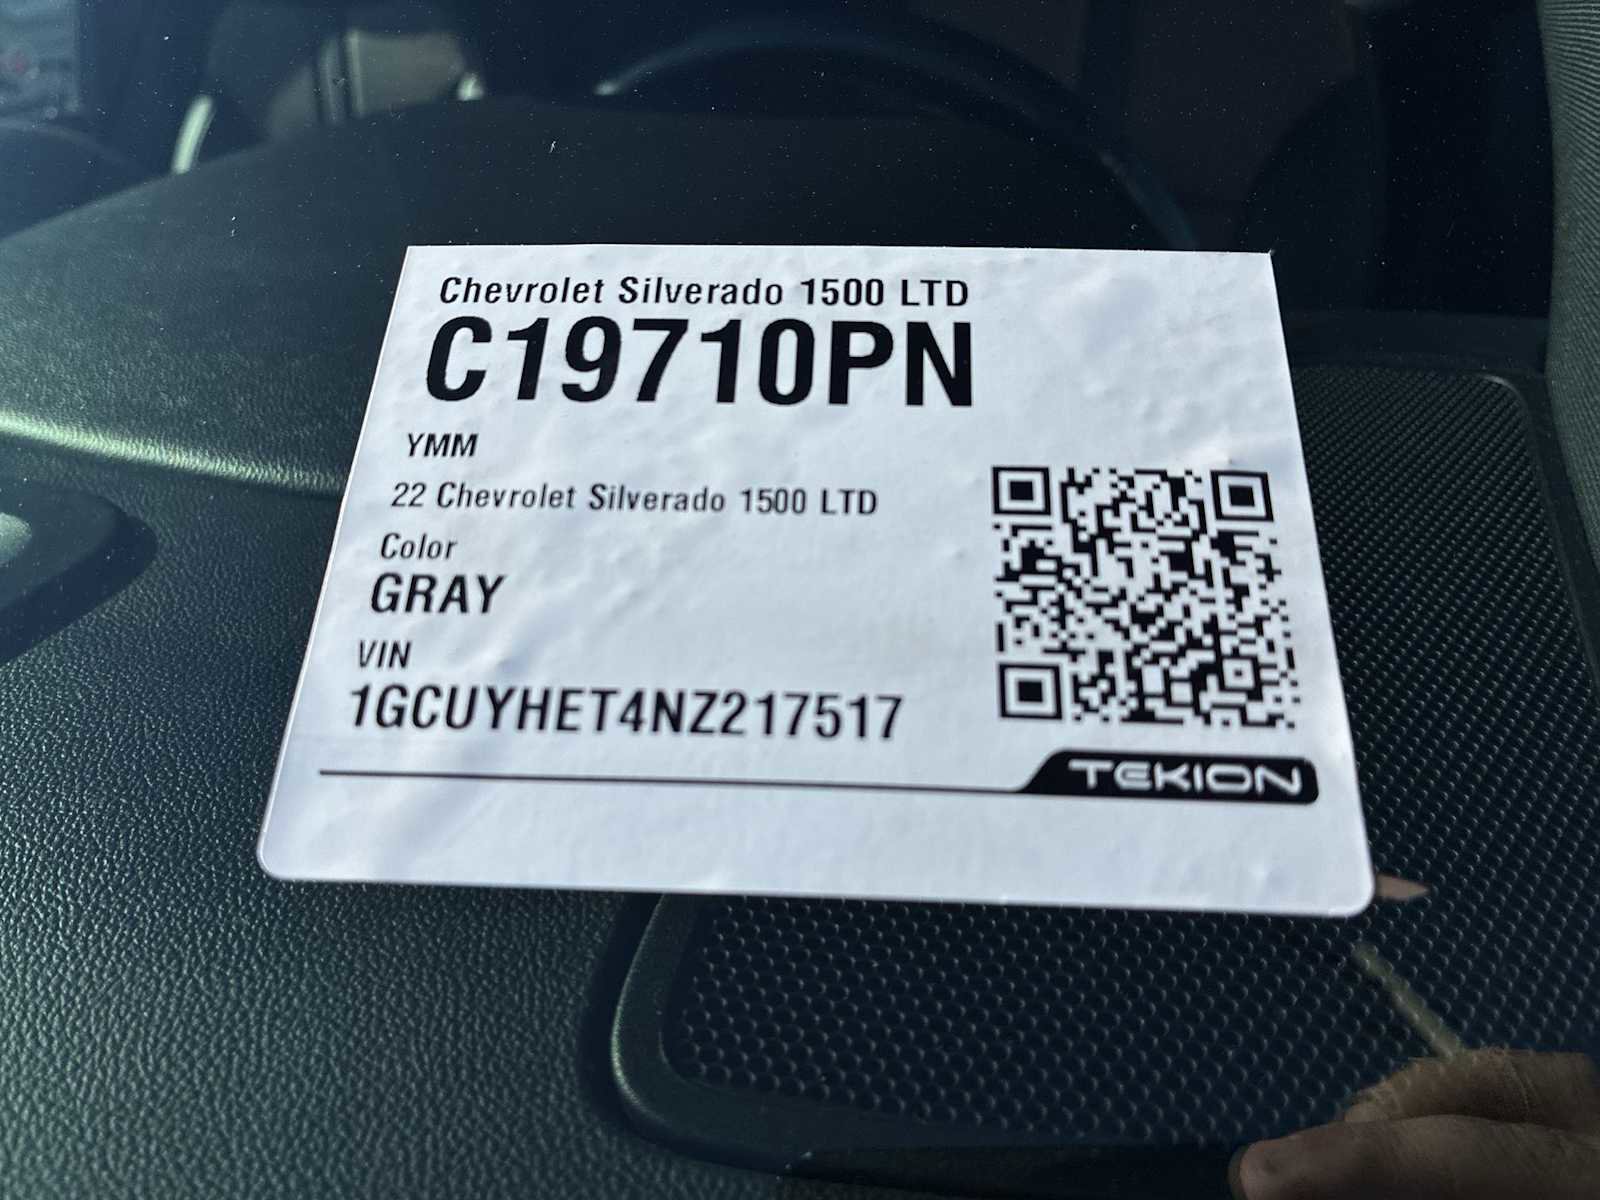 Chevrolet Silverado 1500 LTD
C19710PN
YMM
22 Chevrolet Silverado 1500 LTD
Color
GRAY
VIN
1GCUYHET4NZ217517
TEKION